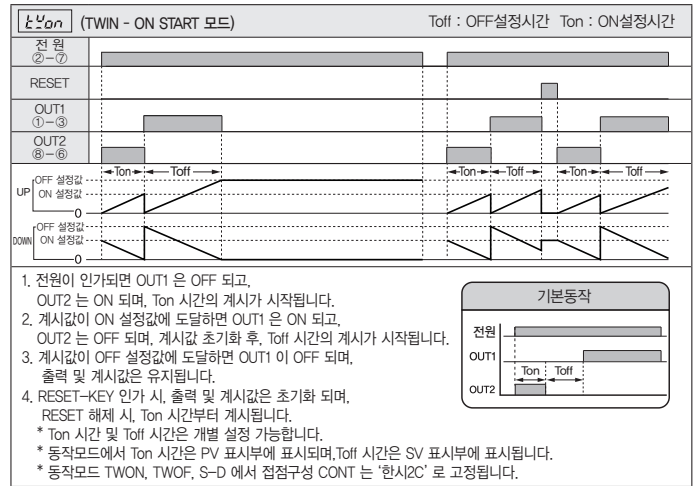 tYon (TWIN - ON START 모드) Toff : OFF설정시간 Ton : ON설정시간
전 원
②-⑦
RESET
OUT1
①-③
OUT2
⑧-⑥
Ton Toff Ton Toff Ton Toff
UP OFF 설정값
ON 설정값
0
DOWN OFF 설정값
ON 설정값
0
1. 전원이 인가되면 OUT1 은 OFF 되고,
OUT2 는 ON 되며, Ton 시간의 계시가 시작됩니다.
2. 계시값이 ON 설정값에 도달하면 OUT1 은 ON 되고,
OUT2 는 OFF 되며, 계시값 초기화 후, Toff 시간의 계시가 시작됩니다.
3. 계시값이 OFF 설정값에 도달하면 OUT1 이 OFF 되며,
출력 및 계시값은 유지됩니다.
4. RESET-KEY 인가 시, 출력 및 계시값은 초기화 되며,
RESET 해제 시, Ton 시간부터 계시됩니다.
* Ton 시간 및 Toff 시간은 개별 설정 가능합니다.
* 동작모드에서 Ton 시간은 PV 표시부에 표시되며,Toff 시간은 SV 표시부에 표시됩니다.
* 동작모드 TWON, TWOF, S-D 에서 접점구성 CONT 는 '한시2C' 로 고정됩니다.
기본동작
전원
OUT1
Ton Toff
OUT2